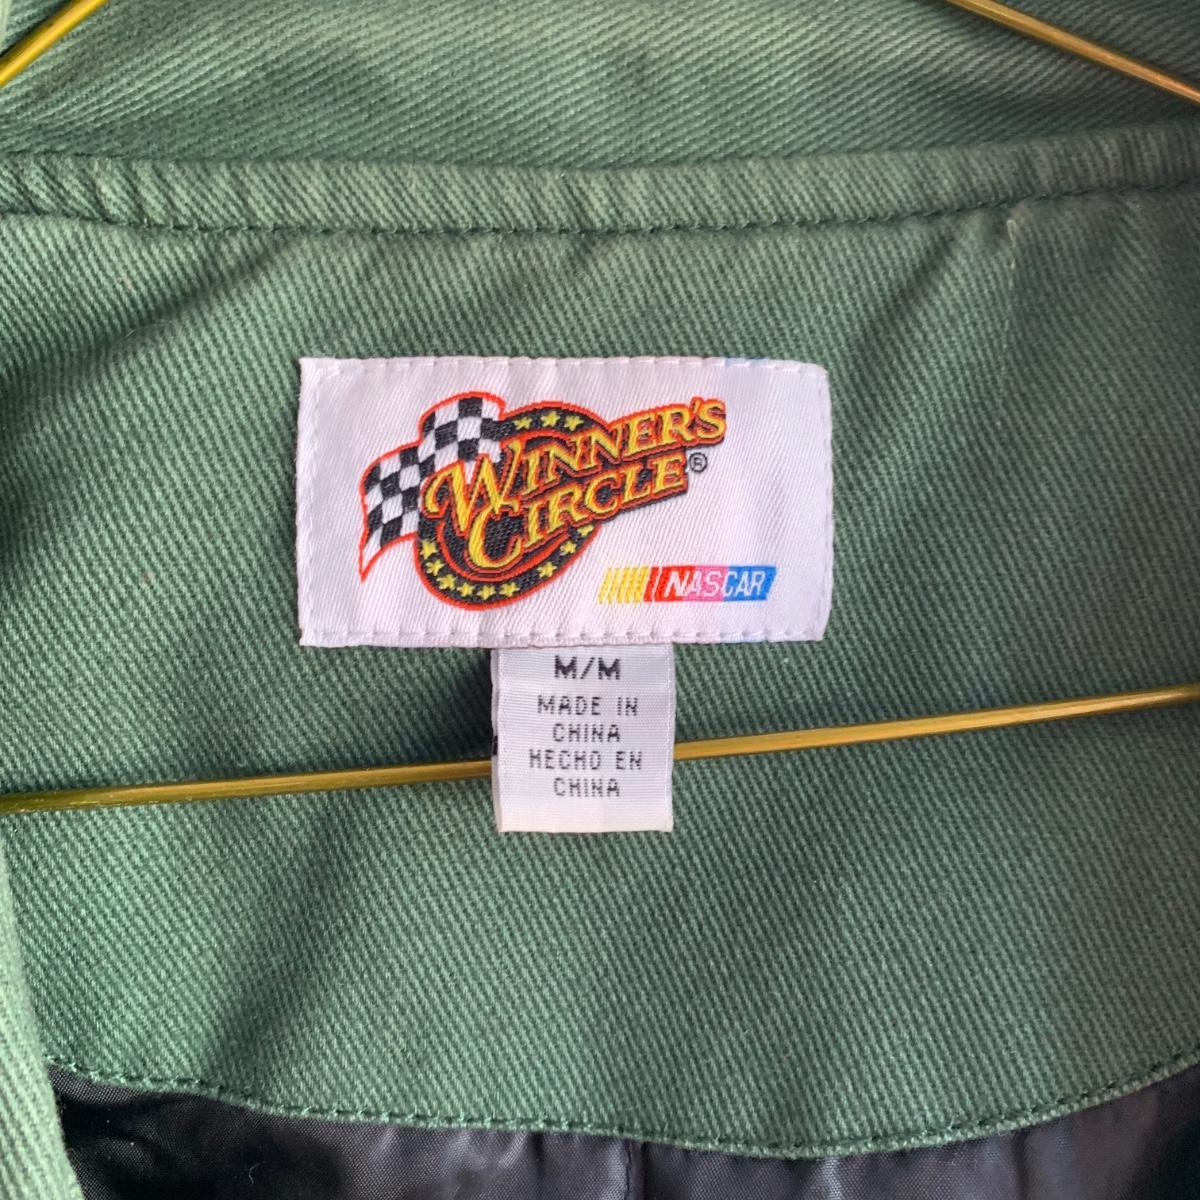 WINNER'S
CIRCLE®
NASCAR
M/M
MADE IN
CHINA
HECHO EN
CHINA